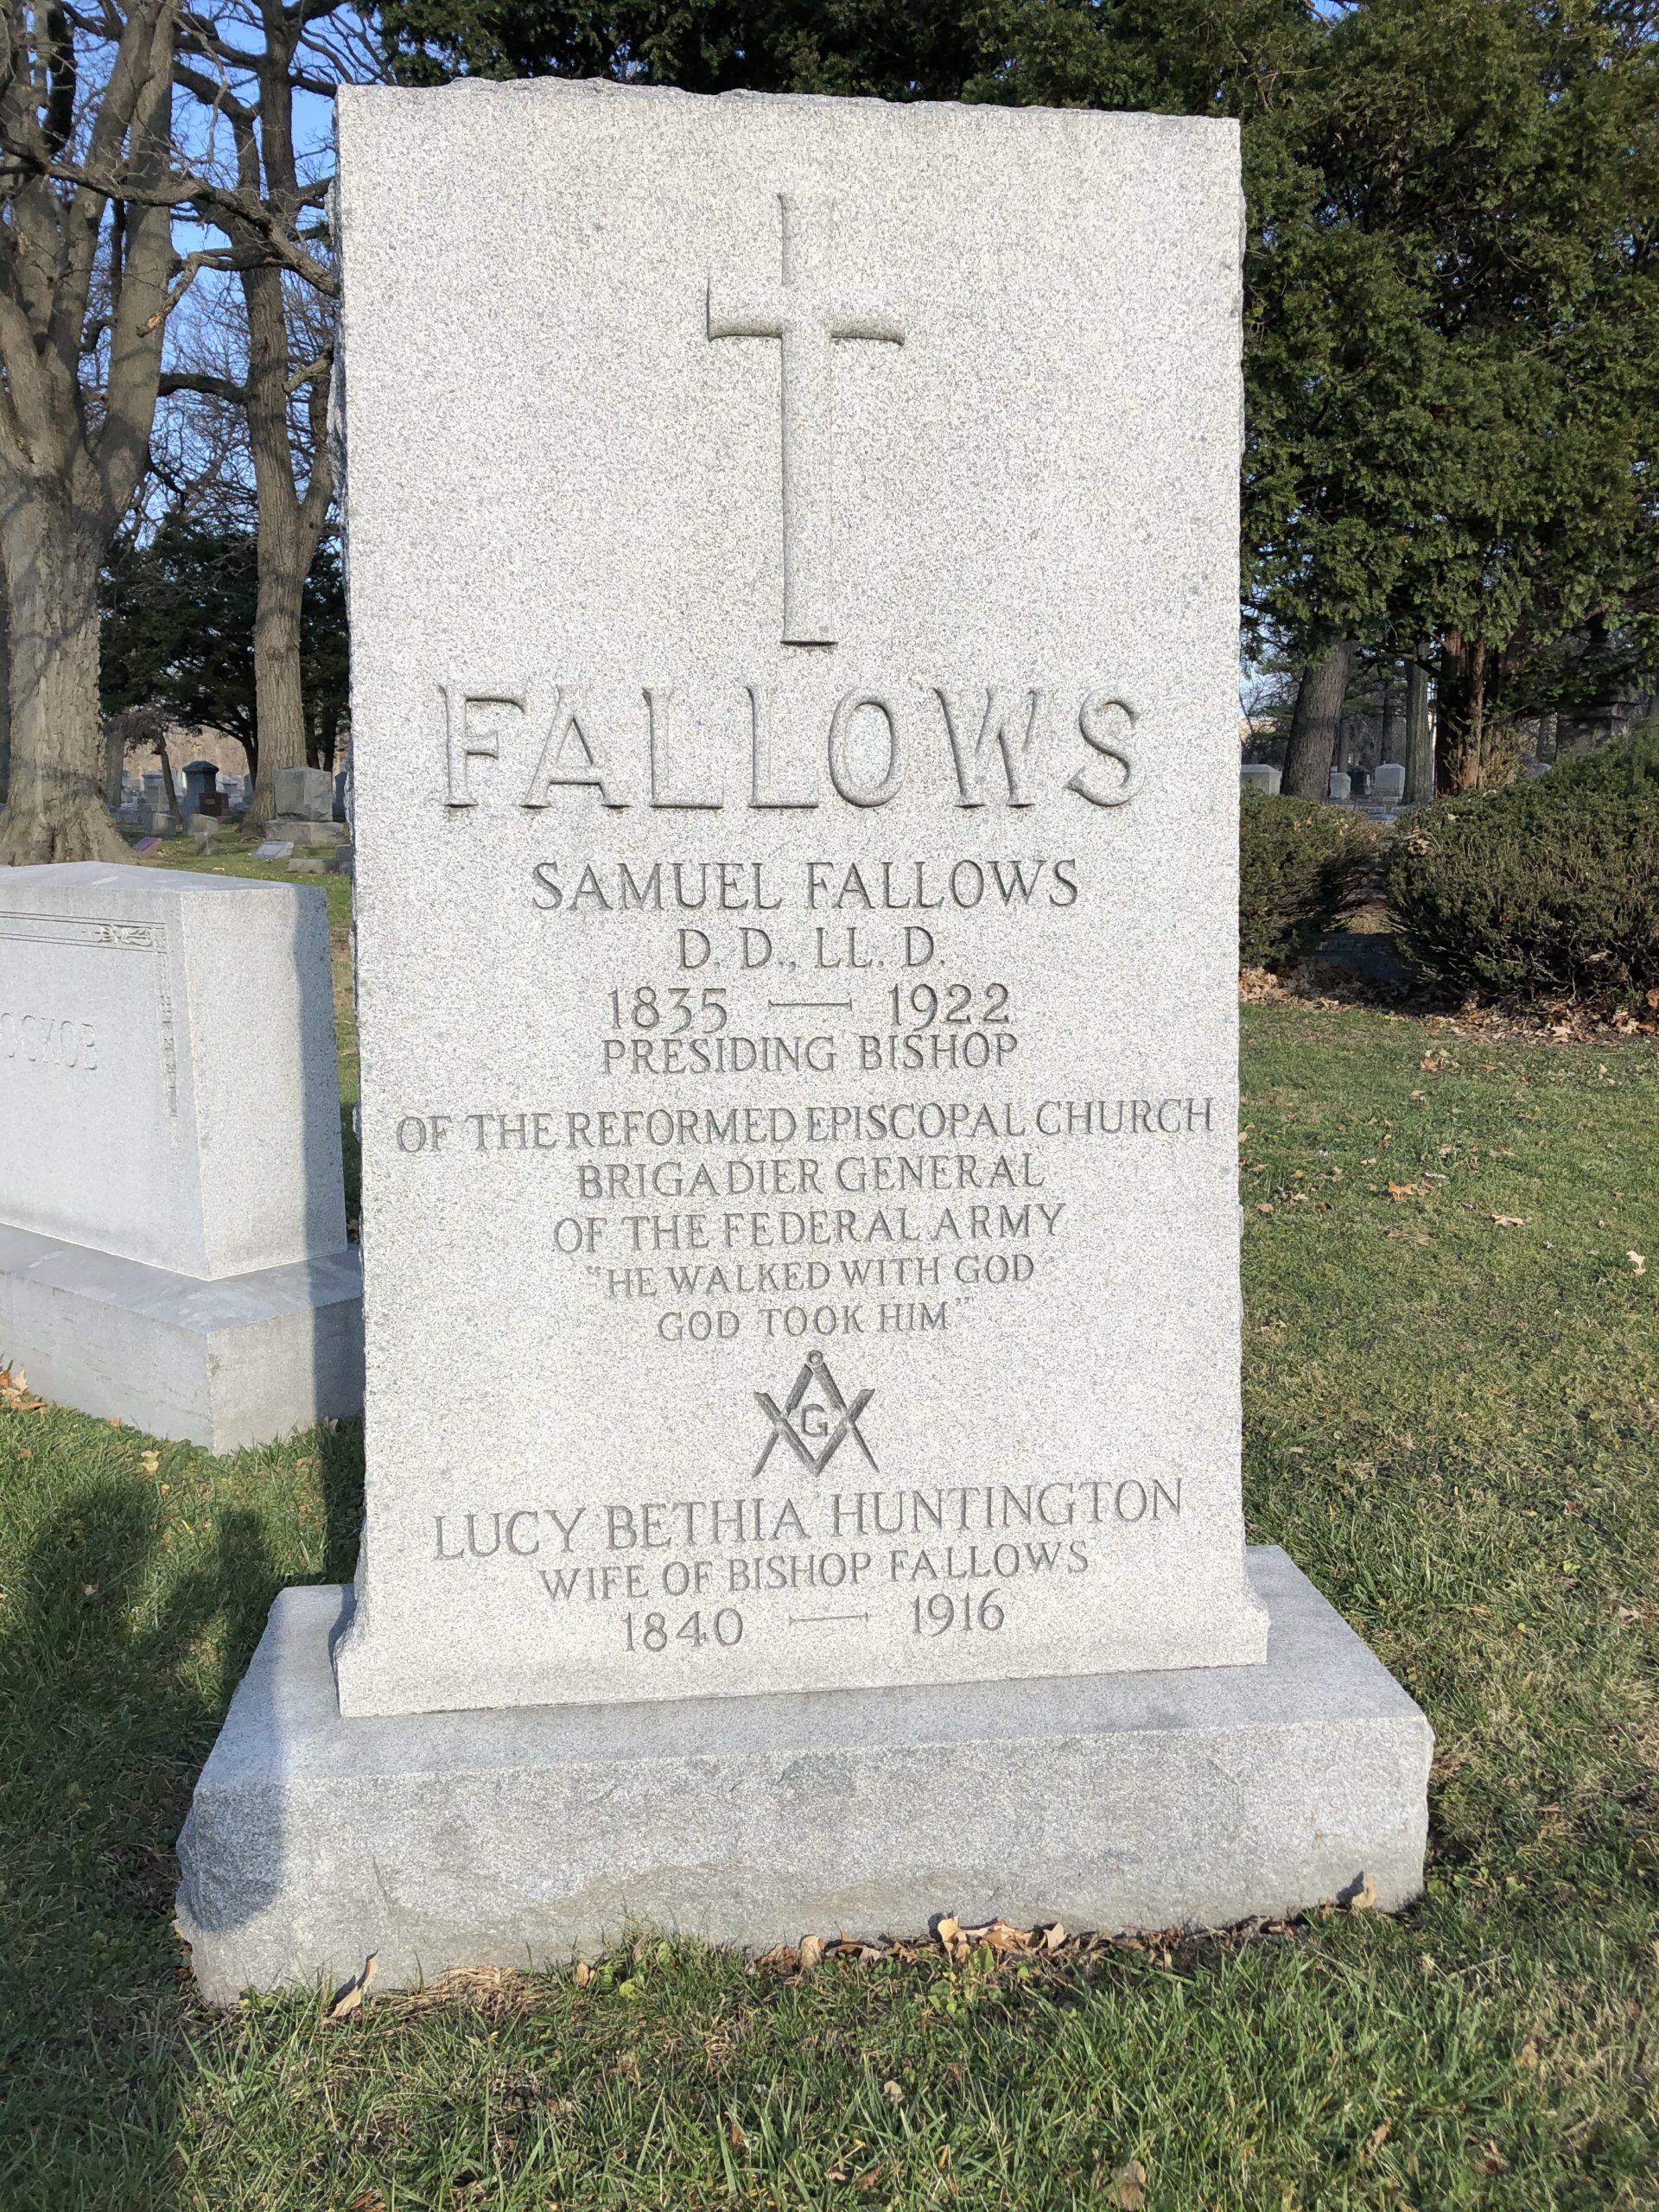 FALLOWS
SAMUEL FALLOWS
D. D., LL. D.
1835 — 1922
PRESIDING BISHOP
OF THE REFORMED EPISCOPAL CHURCH
BRIGADIER GENERAL
OF THE FEDERAL ARMY
"HE WALKED WITH GOD
GOD TOOK HIM"
G
LUCY BETHIA HUNTINGTON
WIFE OF BISHOP FALLOWS
1840 — 1916